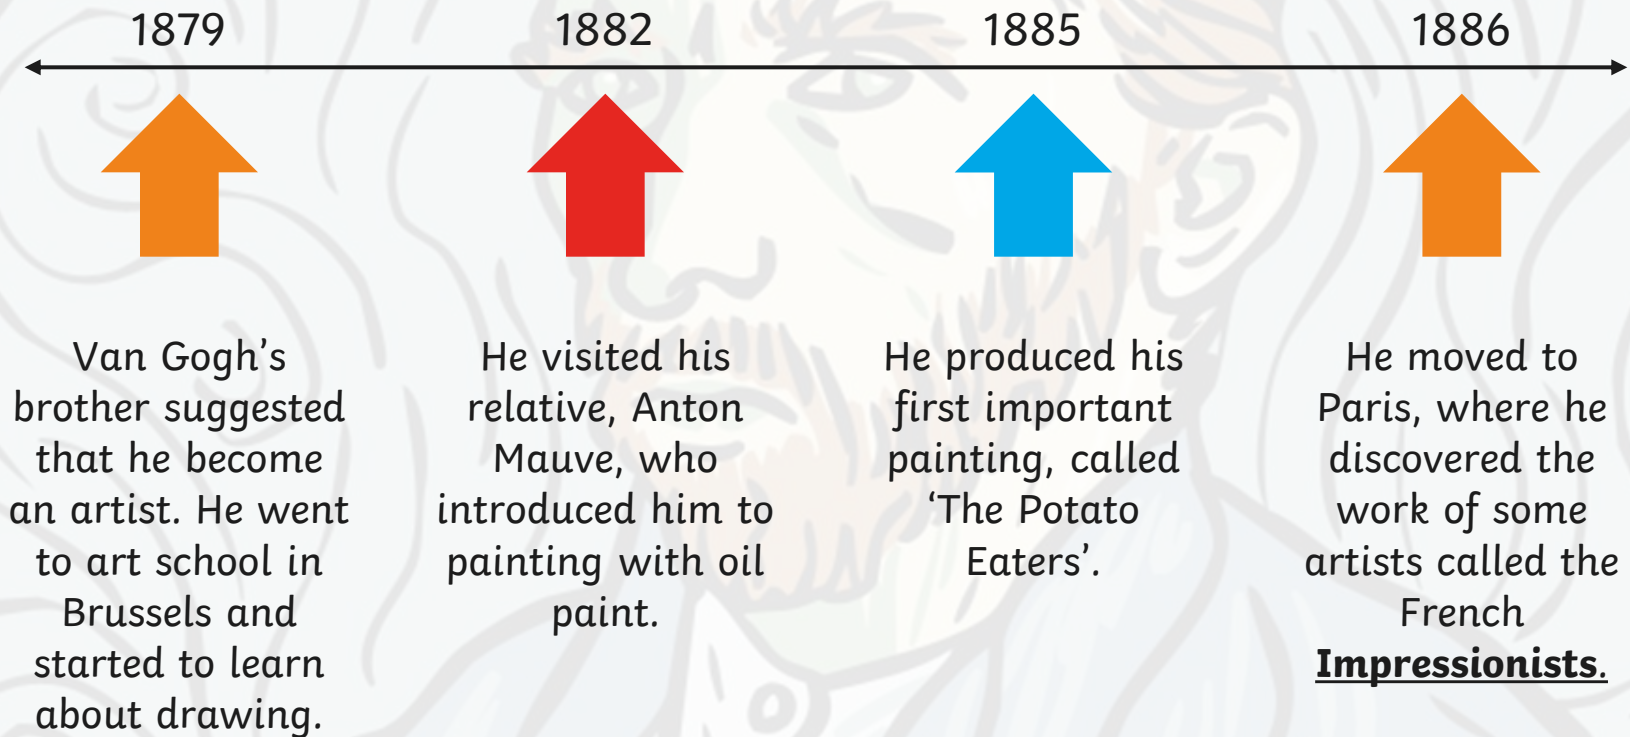 1879
1882
1885
1886
Van Gogh’s
brother suggested
that he become
an artist. He went
to art school in
Brussels and
started to learn
about drawing.
He visited his
relative, Anton
Mauve, who
introduced him to
painting with oil
paint.
He produced his
first important
painting, called
‘The Potato
Eaters’.
He moved to
Paris, where he
discovered the
work of some
artists called the
French
Impressionists.